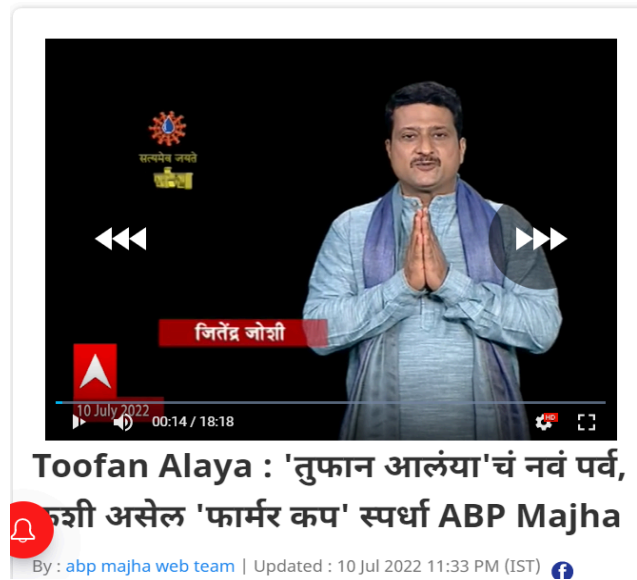 सत्यमेव जयते
जितेंद्र जोशी
10 July 2022
00:14 / 18:18
HD
Toofan Alaya : 'तुफान आलंया'चं नवं पर्व,
कशी असेल 'फार्मर कप' स्पर्धा ABP Majha
By : abp majha web team | Updated : 10 Jul 2022 11:33 PM (IST)
f